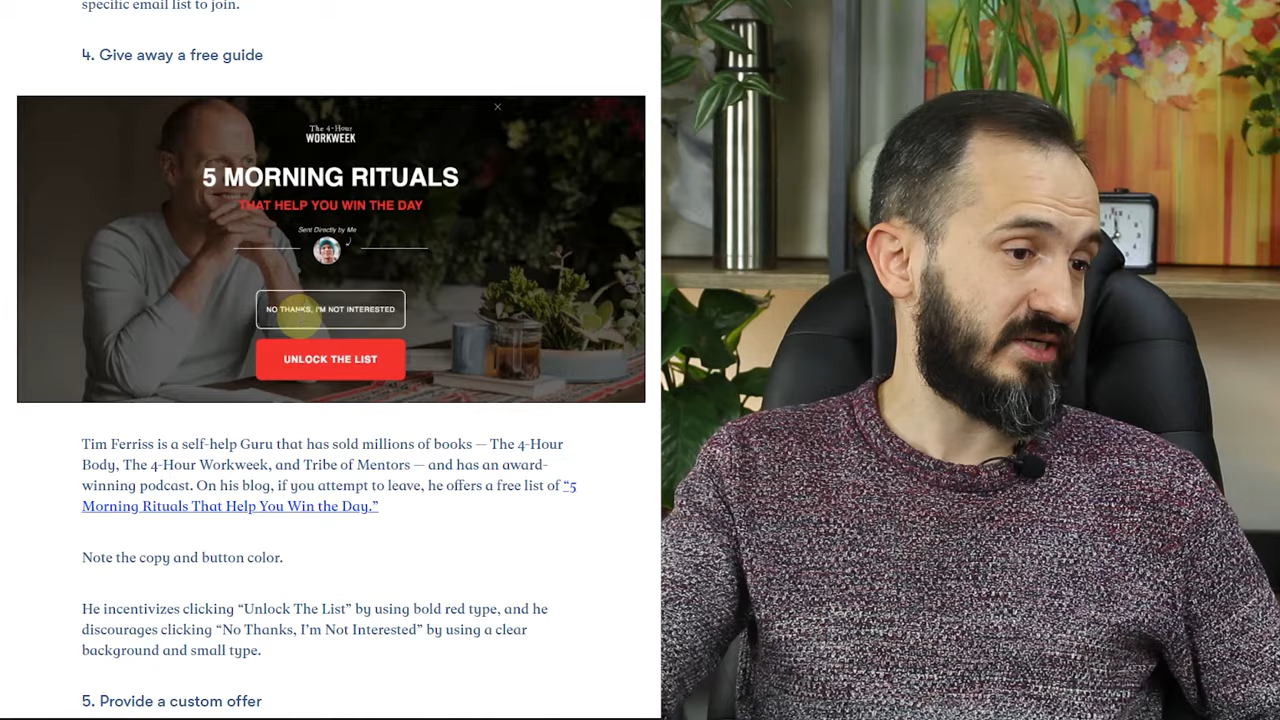 specific email list to join.
4. Give away a free guide
The 4-Hour
WORKWEEK
5 MORNING RITUALS
THAT HELP YOU WIN THE DAY
Sent Directly by Me
NO THANKS, I'M NOT INTERESTED
UNLOCK THE LIST
Tim Ferriss is a self-help Guru that has sold millions of books — The 4-Hour
Body, The 4-Hour Workweek, and Tribe of Mentors — and has an award-
winning podcast. On his blog, if you attempt to leave, he offers a free list of “5
Morning Rituals That Help You Win the Day.”
Note the copy and button color.
He incentivizes clicking “Unlock The List” by using bold red type, and he
discourages clicking “No Thanks, I’m Not Interested” by using a clear
background and small type.
5. Provide a custom offer